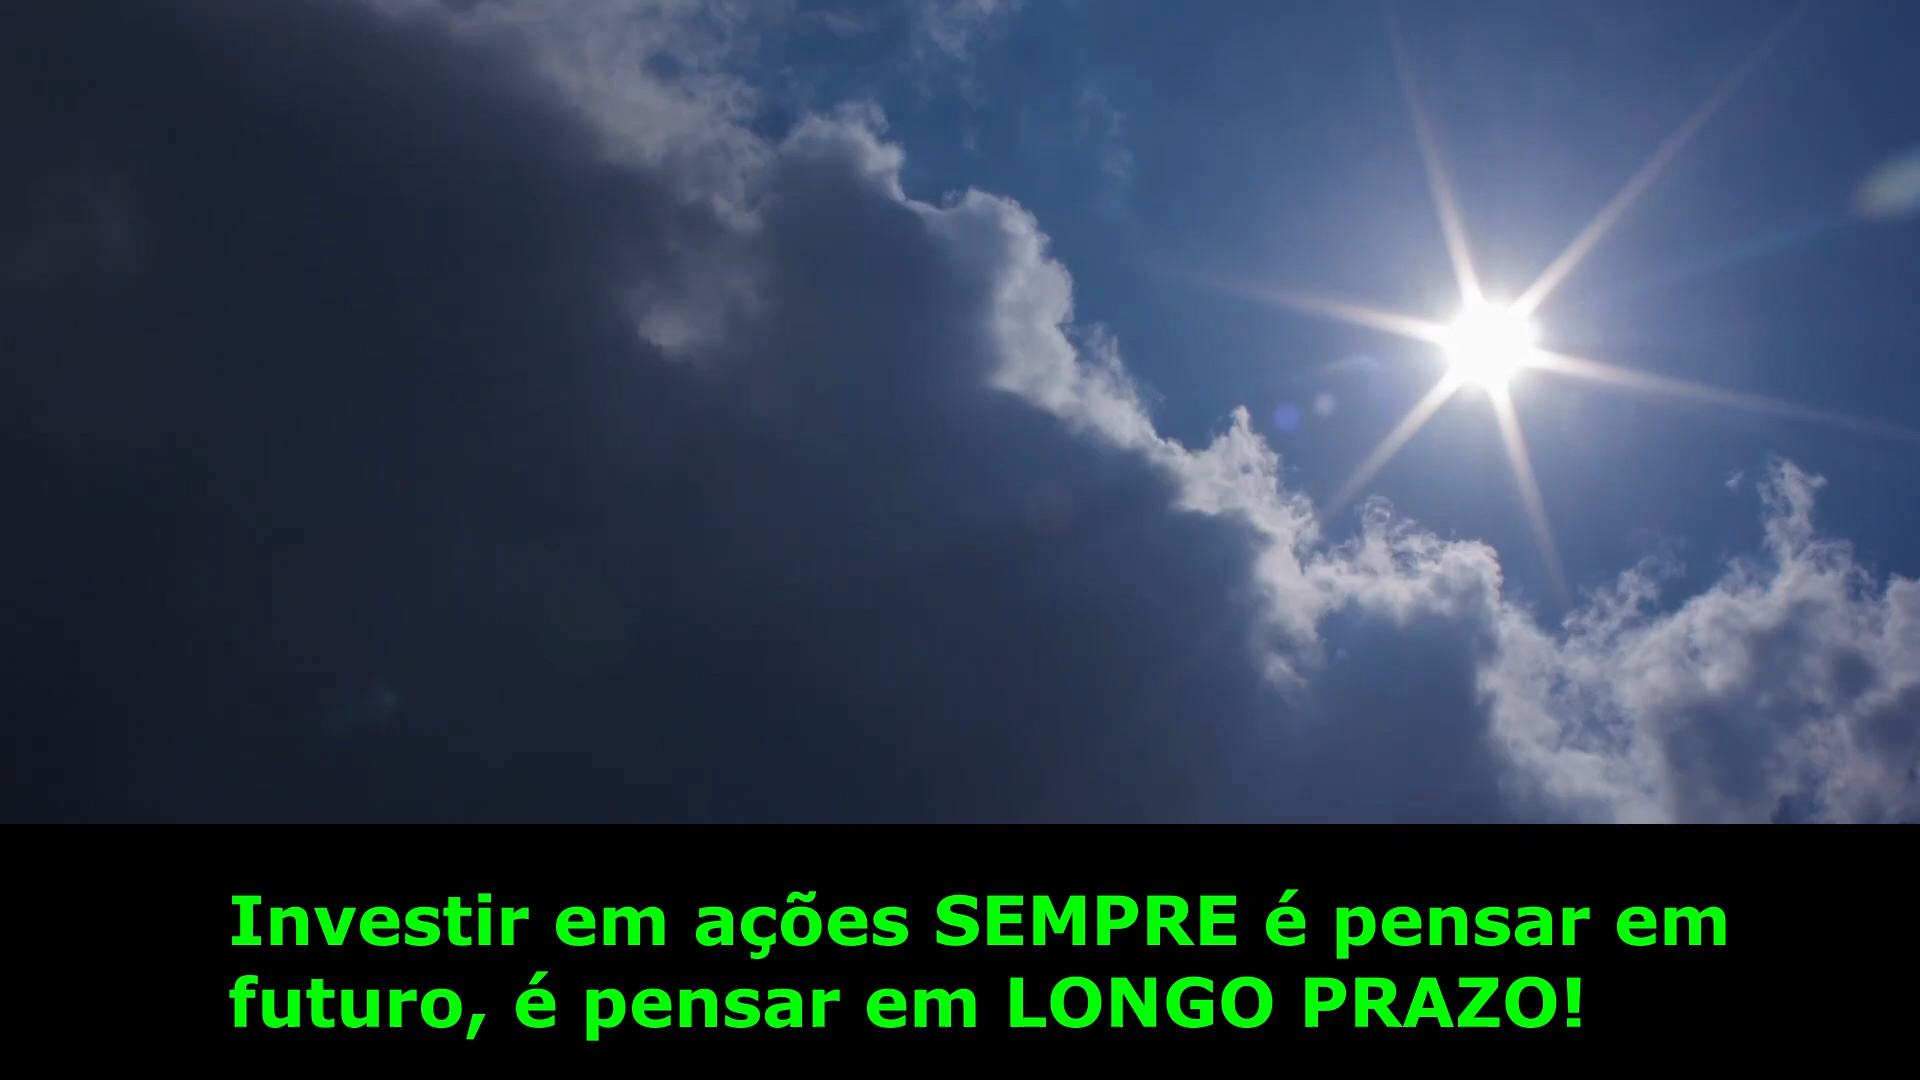 Investir em ações SEMPRE é pensar em
futuro, é pensar em LONGO PRAZO!